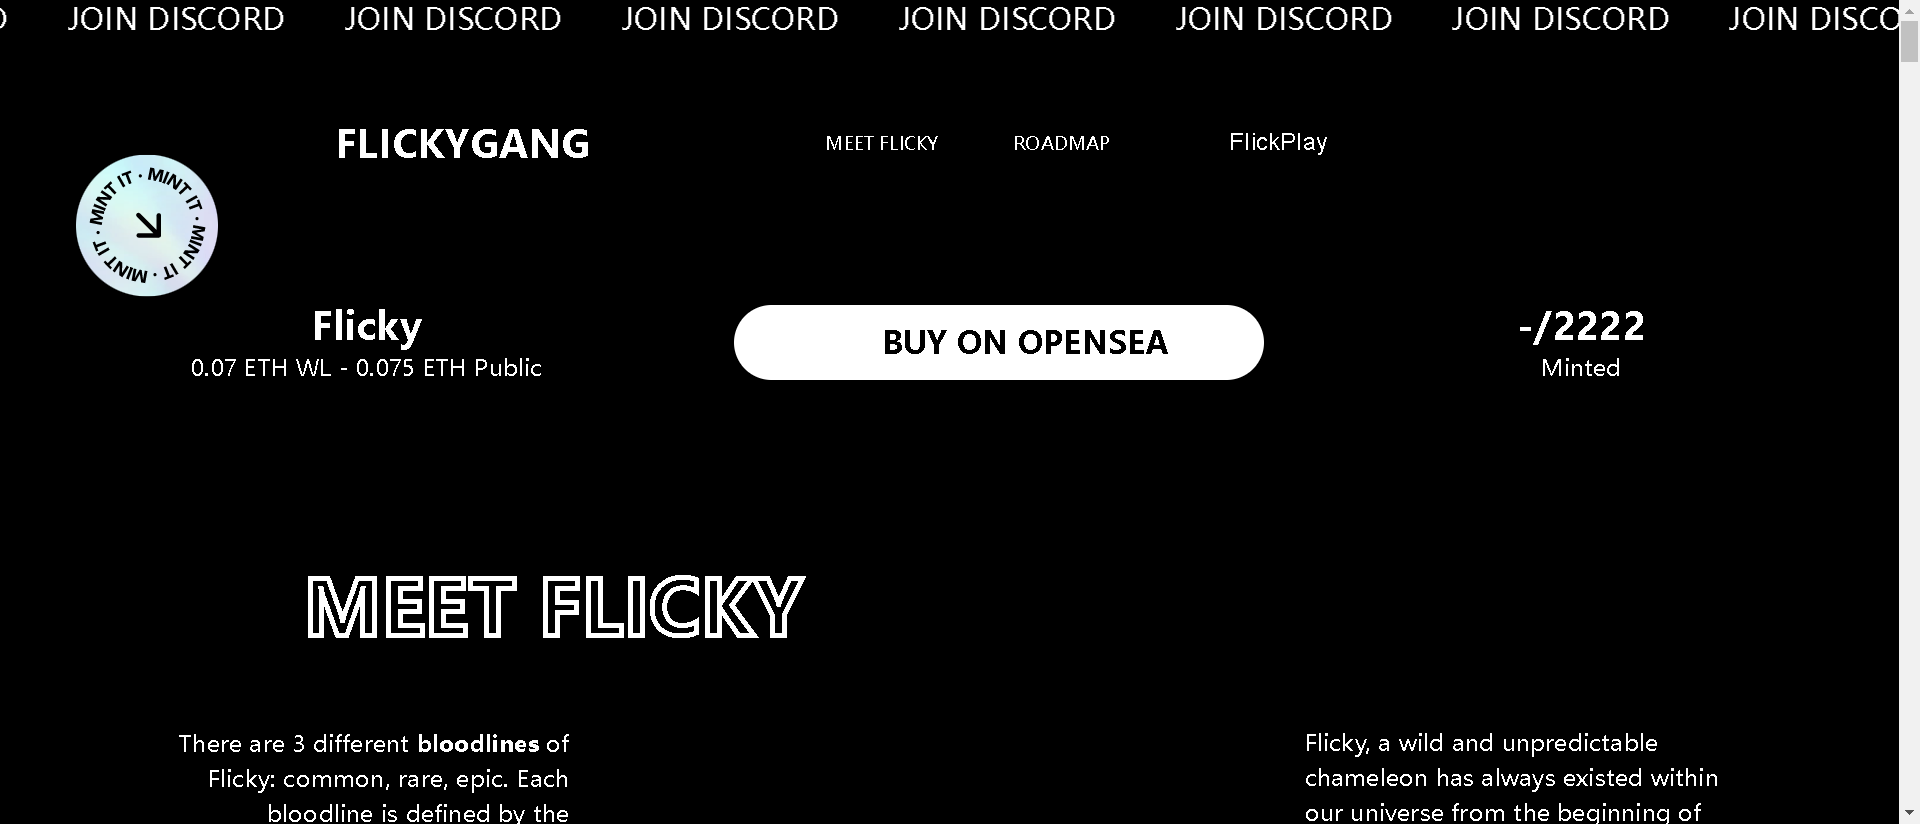 JOIN DISCORD JOIN DISCORD JOIN DISCORD JOIN DISCORD JOIN DISCORD JOIN DISCORD JOIN DISCO
FLICKYGANG
MEET FLICKY
ROADMAP
FlickPlay
MINT IT · MINT IT · MINT IT · MINT IT ·
Flicky
0.07 ETH WL - 0.075 ETH Public
BUY ON OPENSEA
-/2222
Minted
MEET FLICKY
There are 3 different bloodlines of
Flicky: common, rare, epic. Each
bloodline is defined by the
Flicky, a wild and unpredictable
chameleon has always existed within
our universe from the beginning of